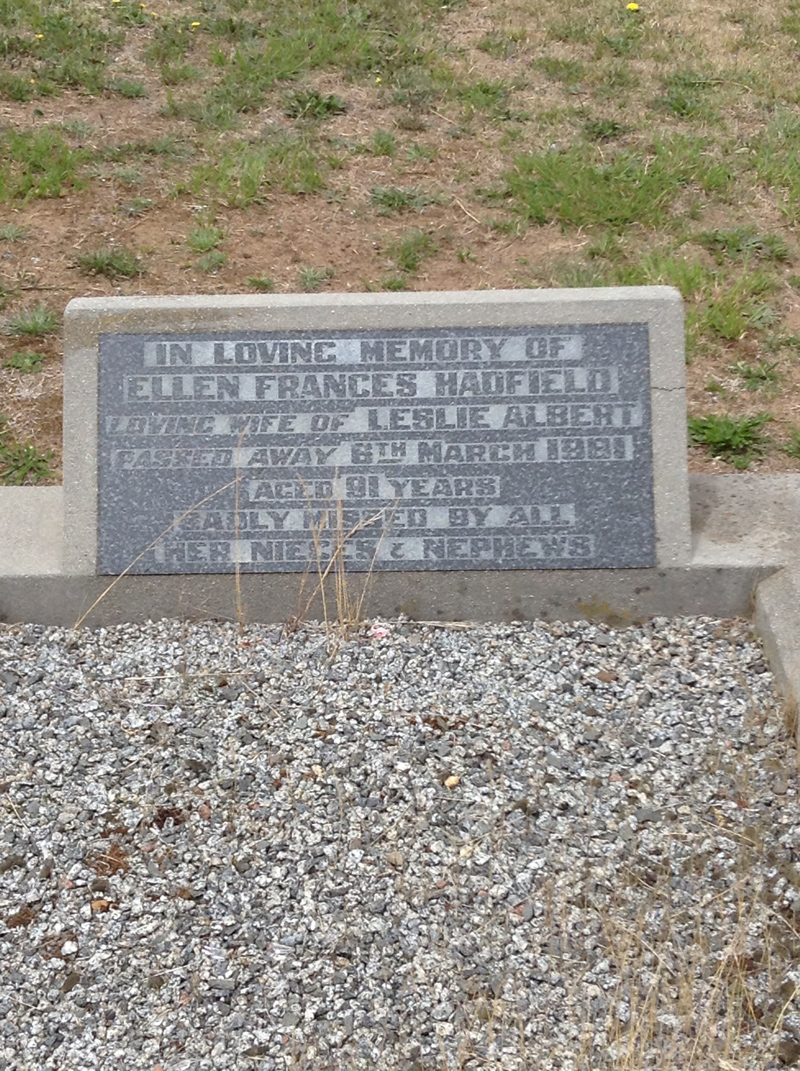 IN LOVING MEMORY OF
ELLEN FRANCES HADFIELD
LOVING WIFE OF LESLIE ALBERT
PASSED AWAY 6TH MARCH 1981
AGED 91 YEARS
SADLY MISSED BY ALL
HER NIECES & NEPHEWS